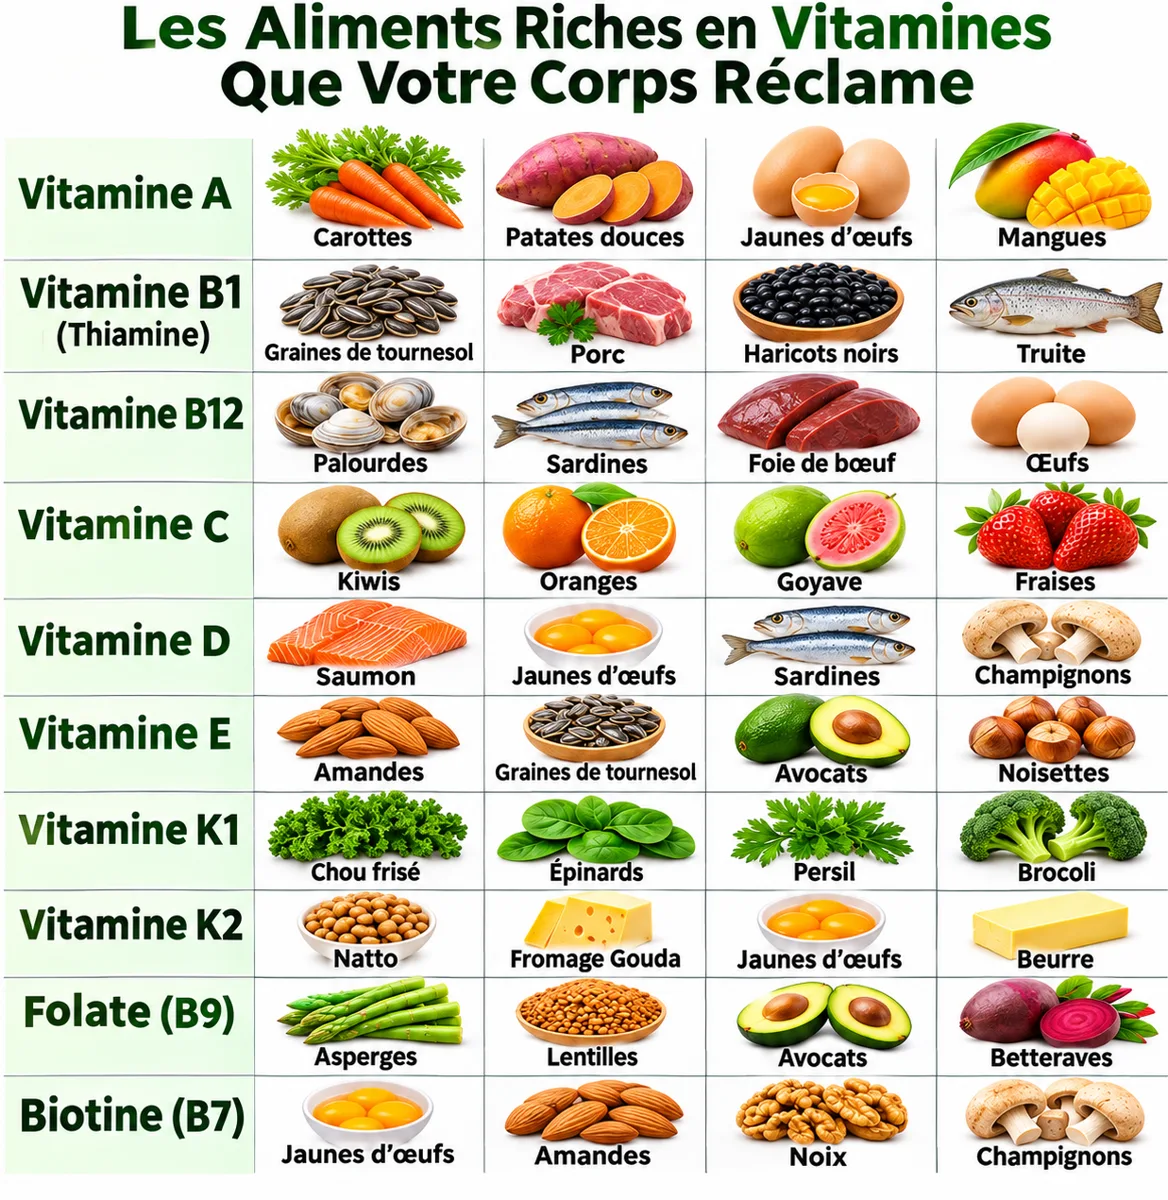 Les Aliments Riches en Vitamines
Que Votre Corps Réclame
Vitamine A
Carottes
Patates douces
Jaunes d'œufs
Mangues
Vitamine B1
(Thiamine)
Graines de tournesol
Porc
Haricots noirs
Truite
Vitamine B12
Palourdes
Sardines
Foie de bœuf
Œufs
Vitamine C
Kiwis
Oranges
Goyave
Fraises
Vitamine D
Saumon
Jaunes d'œufs
Sardines
Champignons
Vitamine E
Amandes
Graines de tournesol
Avocats
Noisettes
Vitamine K1
Chou frisé
Épinards
Persil
Brocoli
Vitamine K2
Natto
Fromage Gouda
Jaunes d'œufs
Beurre
Folate (B9)
Asperges
Lentilles
Avocats
Betteraves
Biotine (B7)
Jaunes d'œufs
Amandes
Noix
Champignons